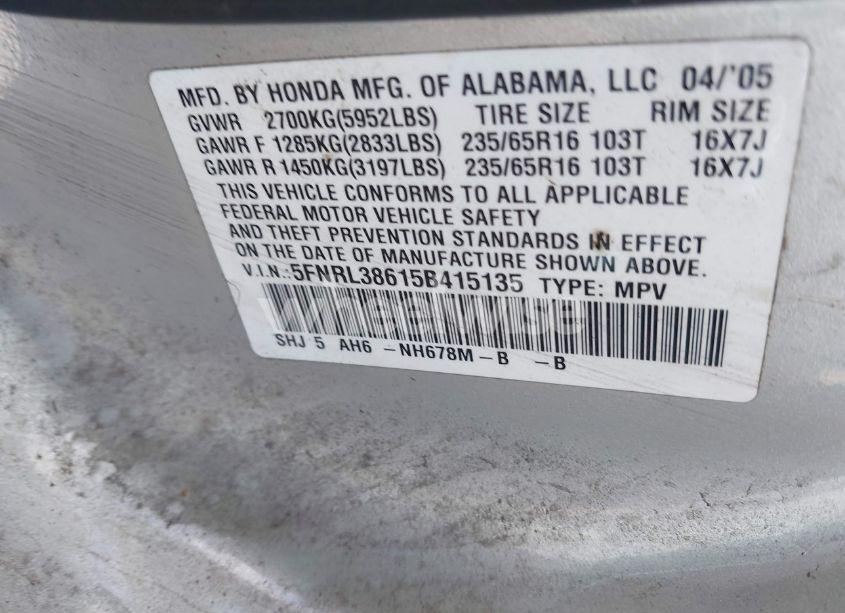 MFD. BY HONDA MFG. OF ALABAMA, LLC 04/'05
GVWR 2700KG(5952LBS) TIRE SIZE RIM SIZE
GAWR F 1285KG(2833LBS) 235/65R16 103T 16X7J
GAWR R 1450KG(3197LBS) 235/65R16 103T 16X7J
THIS VEHICLE CONFORMS TO ALL APPLICABLE
FEDERAL MOTOR VEHICLE SAFETY
AND THEFT PREVENTION STANDARDS IN EFFECT
ON THE DATE OF MANUFACTURE SHOWN ABOVE.
V.I.N.:5FNRL38615B415135 TYPE: MPV
SHJ 5 AH6 -NH678M-B -B